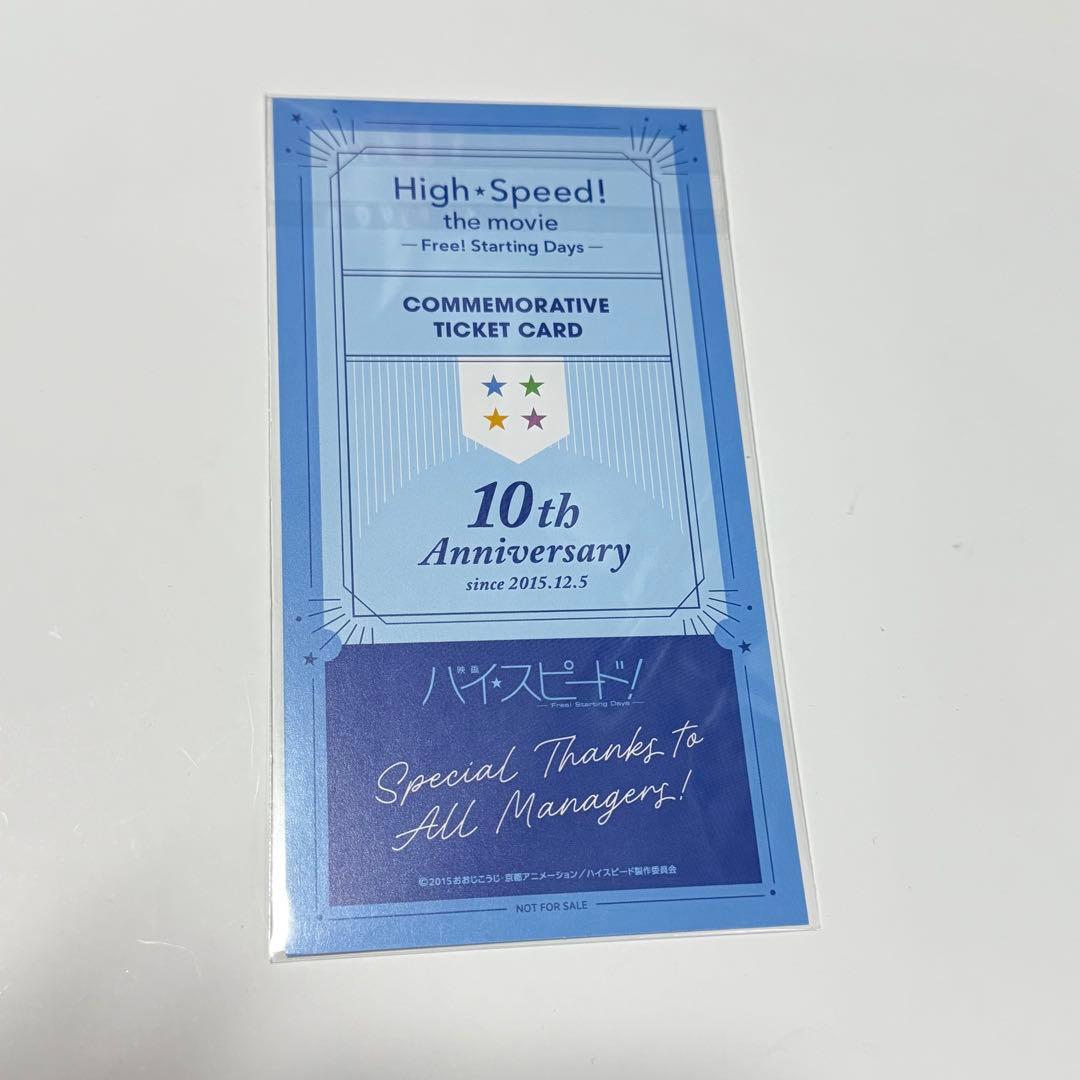 High★Speed!
the movie
— Free! Starting Days —
COMMEMORATIVE
TICKET CARD
10th
Anniversary
since 2015.12.5
映画
ハイ★スピード!
— Free! Starting Days —
Special Thanks to
All Managers!
©2015おおじこうじ・京都アニメーション/ハイスピード製作委員会
NOT FOR SALE